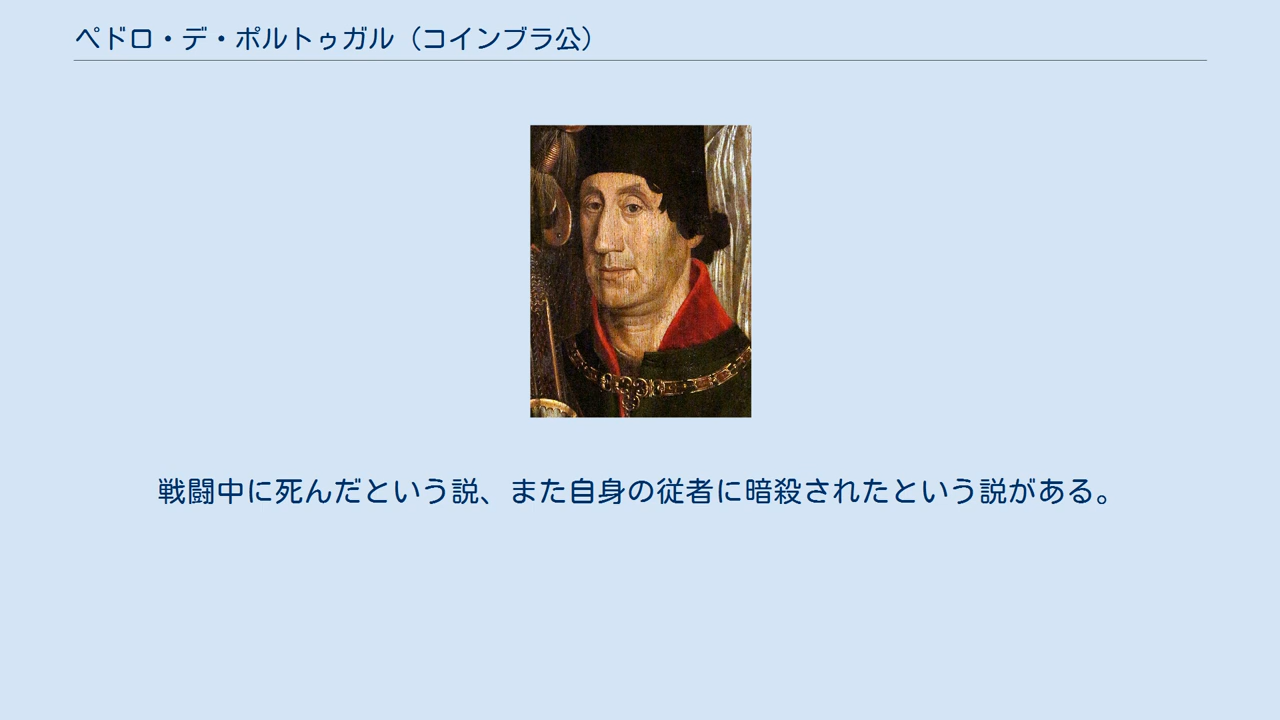 ペドロ・デ・ポルトゥガル（コインブラ公）
戦闘中に死んだという説、また自身の従者に暗殺されたという説がある。